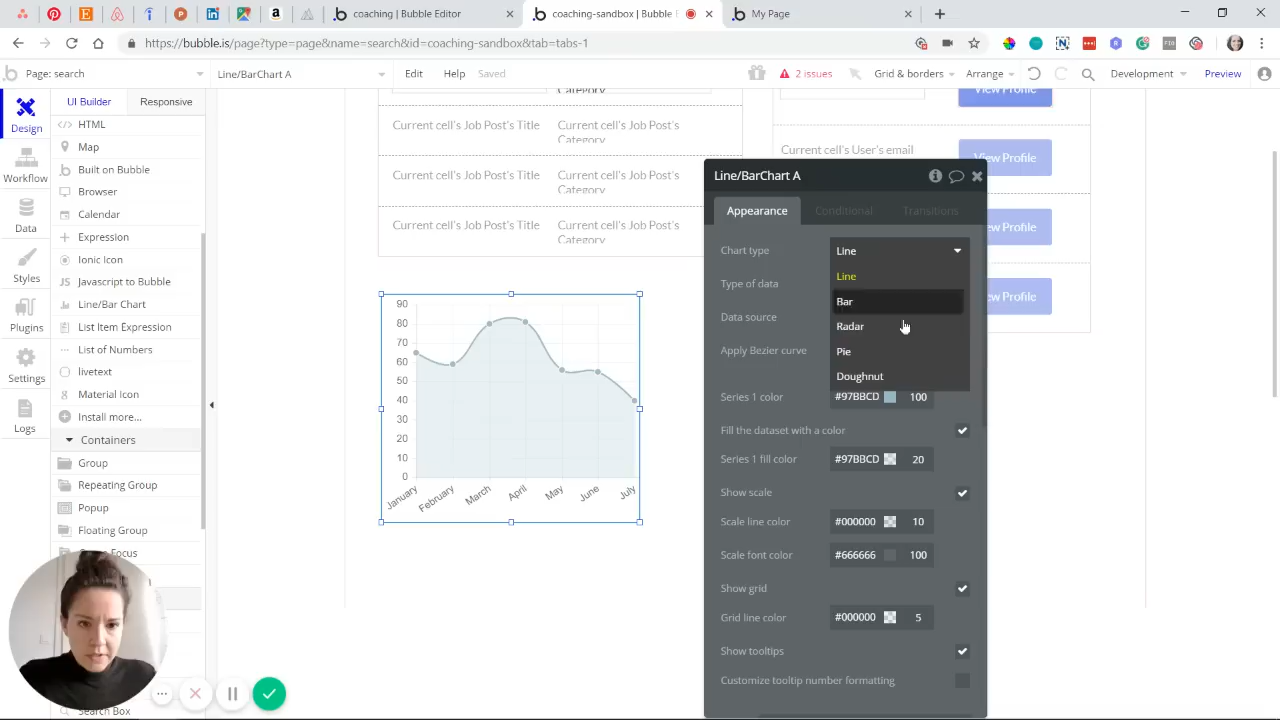 coaching | Bubble Editor
coaching-sandbox | Bubble E
My Plan
https://bubble.is/page?type=page&name=search&id=coaching-sandbox&tab=tabs-1
Page: search
Line/BarChart A
Edit
Help
Saved
2 issues
Grid & borders
Arrange
Development
Preview
Design
Workflow
Data
Styles
Plugins
Settings
Logs
UI Builder
Responsive
HTML
Map
Built on Bubble
Browser
Calendar
Expression
Ionic Icon
Javascript to Bubble
Line/Bar Chart
List Item Expression
List of Numbers
livetext
Material Icon
Install more...
Containers
Group
Repeating Group
Popup
Floating Group
Group Focus
Search Box
Category
Current cell's Job Post's Title
Current cell's Job Post's
Category
Current cell's Job Post's Title
Current cell's Job Post's
Category
Current cell's Job Post's Title
Current cell's Job Post's
Category
View Profile
Current cell's User's email
View Profile
ew Profile
ew Profile
90
80
70
60
50
40
30
20
10
0
January
February
March
April
May
June
July
Line/BarChart A
Appearance
Conditional
Transitions
Chart type
Line
Line
Bar
Radar
Pie
Doughnut
Type of data
Data source
Apply Bezier curve
Series 1 color
#97BBCD
100
Fill the dataset with a color
Series 1 fill color
#97BBCD
20
Show scale
Scale line color
#000000
10
Scale font color
#666666
100
Show grid
Grid line color
#000000
5
Show tooltips
Customize tooltip number formatting